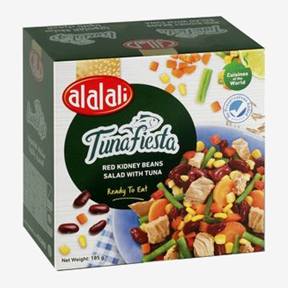 alalali
Cuisines
of the
World
TunaFiesta
RED KIDNEY BEANS
SALAD WITH TUNA
Ready To Eat
Net Weight: 185 g